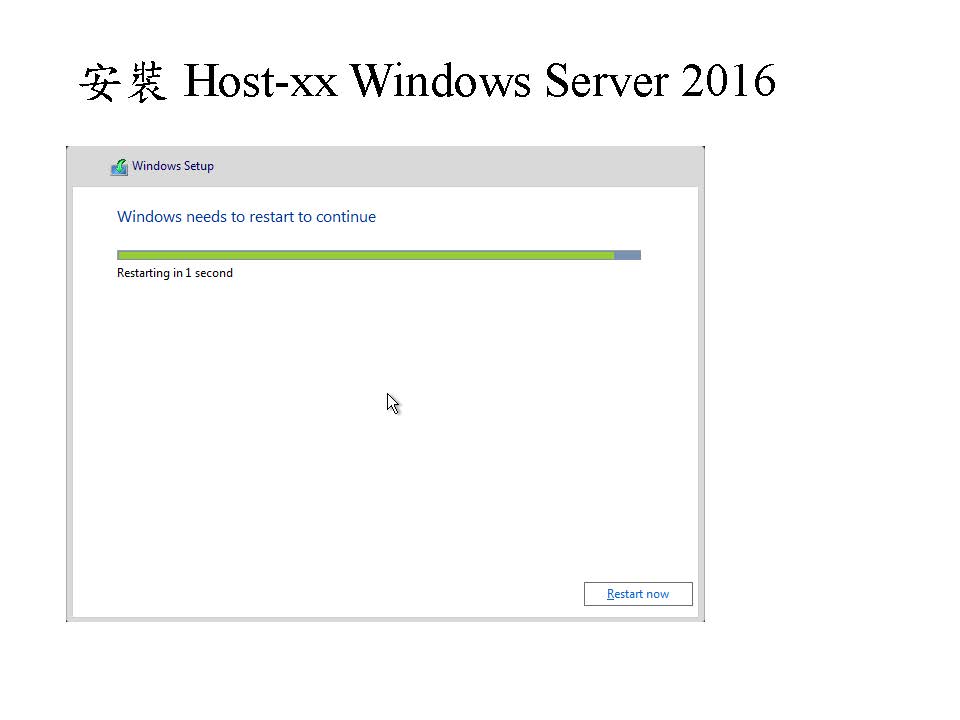 安裝 Host-xx Windows Server 2016
Windows Setup
Windows needs to restart to continue
Restarting in 1 second
Restart now